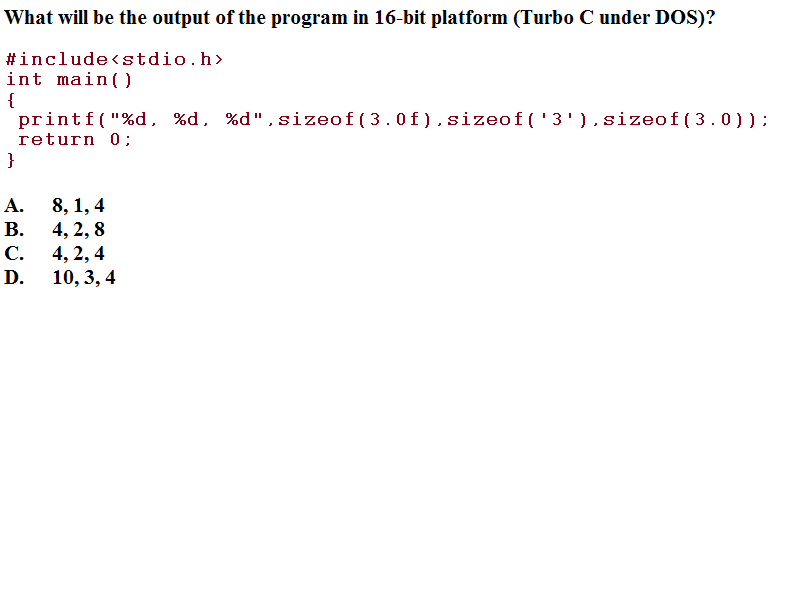 What will be the output of the program in 16-bit platform (Turbo C under DOS)?
#include<stdio.h>
int main()
{
printf("%d, %d, %d",sizeof(3.0f),sizeof('3'),sizeof(3.0));
return 0;
}
A. 8, 1, 4
B. 4, 2, 8
C. 4, 2, 4
D. 10, 3, 4